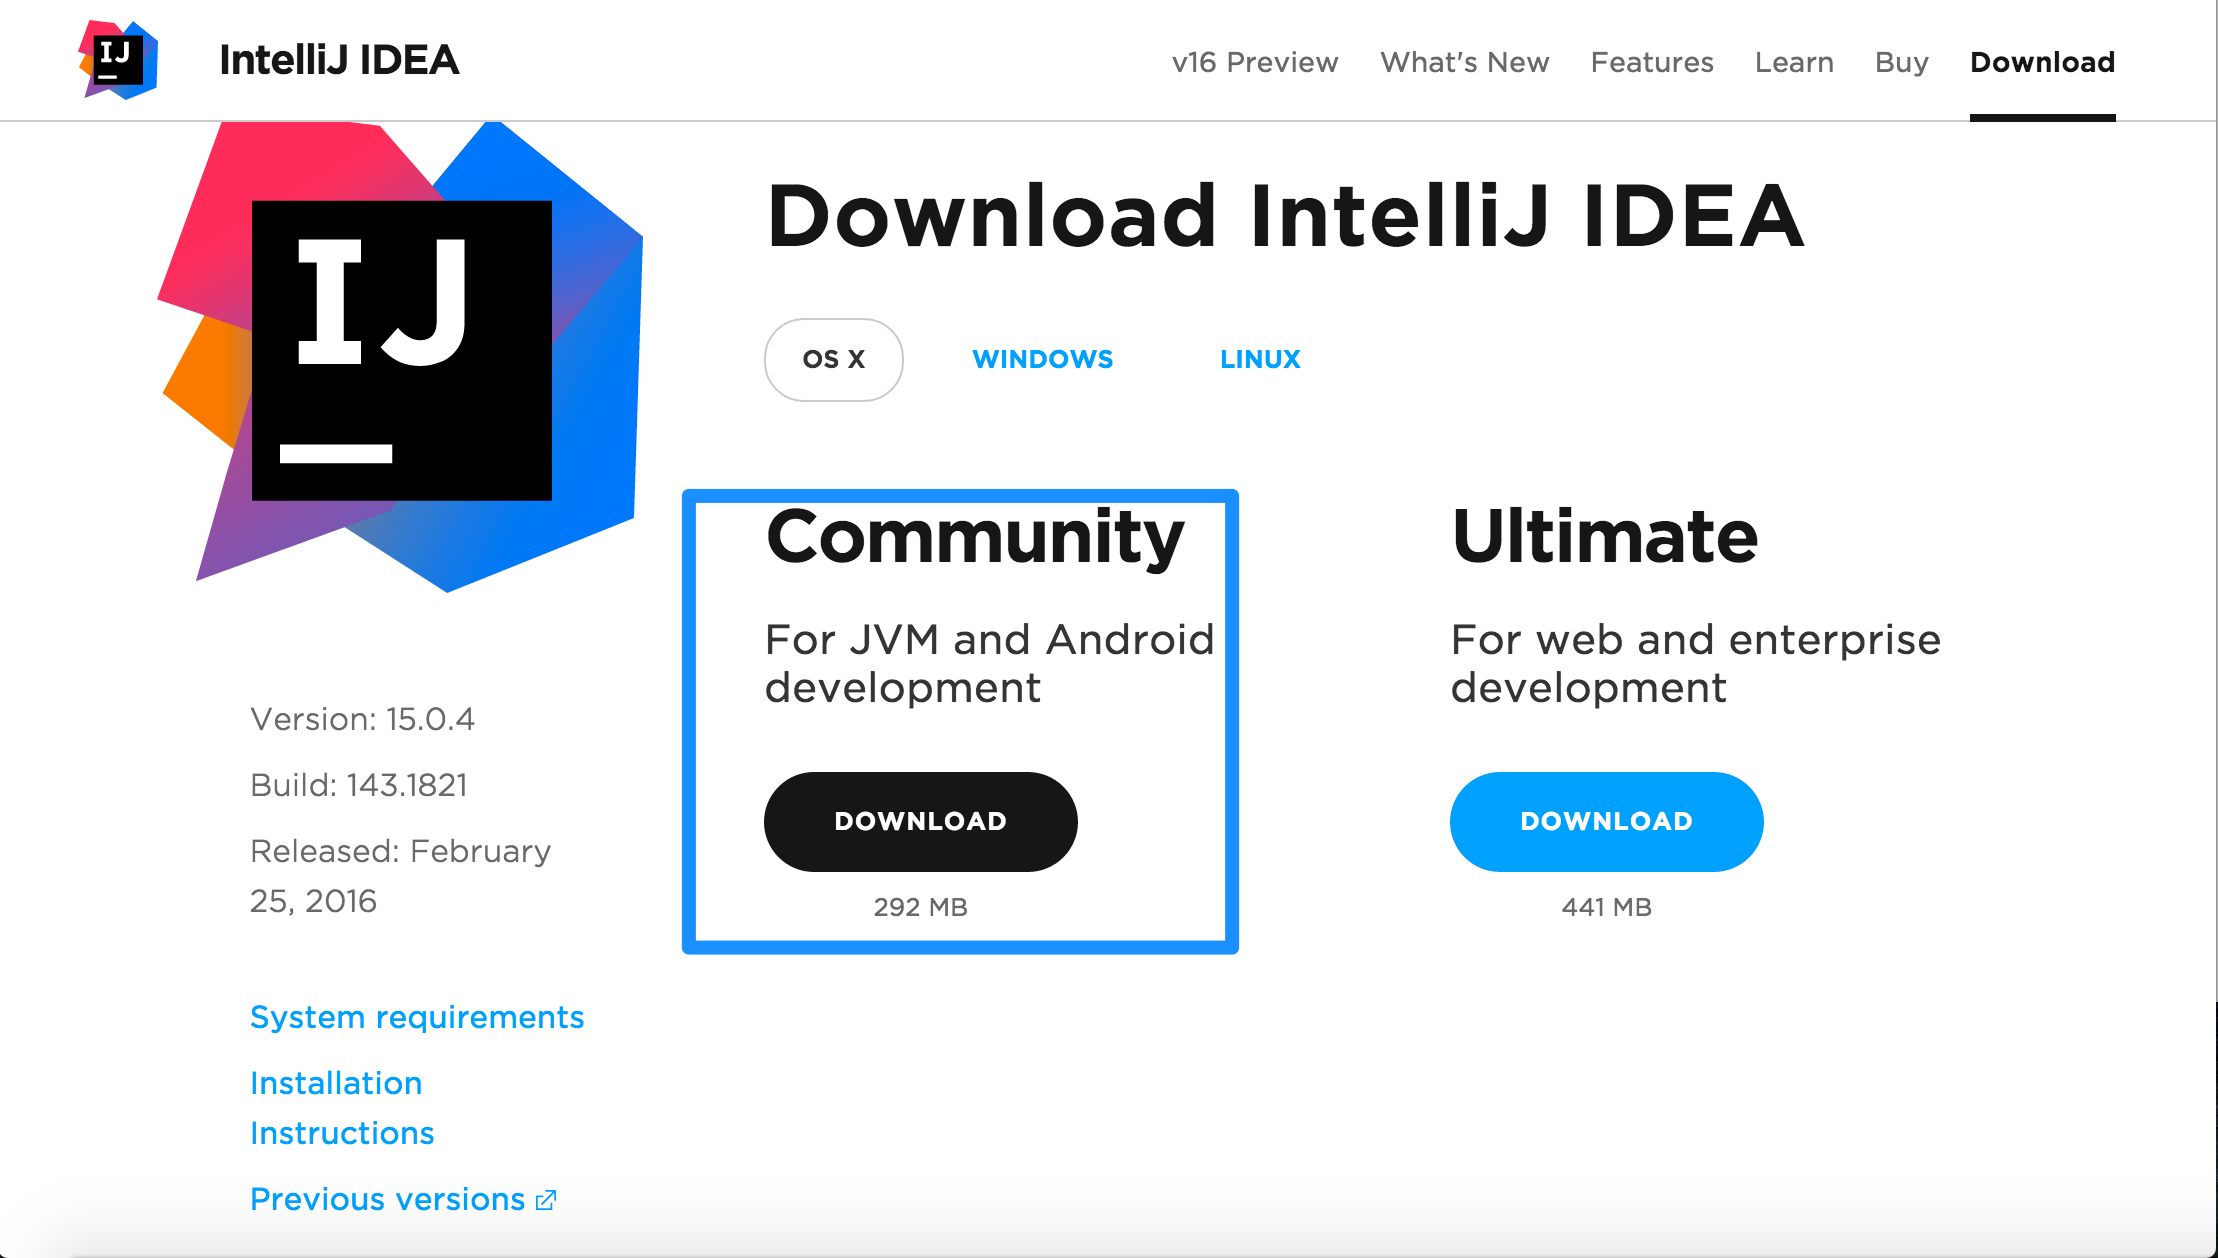 IJ
IntelliJ IDEA
v16 Preview
What's New
Features
Learn
Buy
Download
IJ
Download IntelliJ IDEA
OS X
WINDOWS
LINUX
Community
For JVM and Android
development
DOWNLOAD
292 MB
Ultimate
For web and enterprise
development
DOWNLOAD
441 MB
Version: 15.0.4
Build: 143.1821
Released: February
25, 2016
System requirements
Installation
Instructions
Previous versions